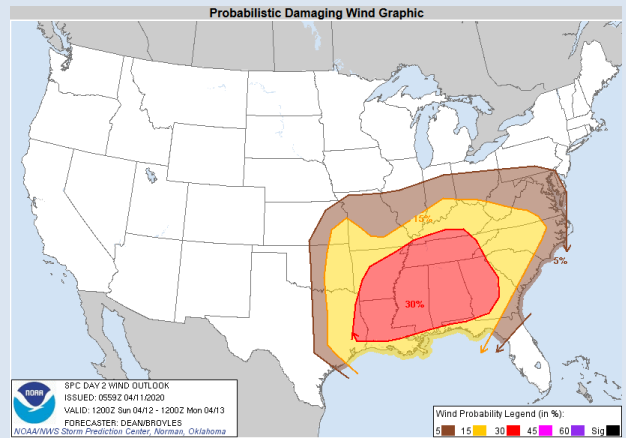 Probabilistic Damaging Wind Graphic
15%
5%
30%
NOAA
SPC DAY 2 WIND OUTLOOK
ISSUED: 0559Z 04/11/2020
VALID: 1200Z Sun 04/12 - 1200Z Mon 04/13
FORECASTER: DEAN/BROYLES
NOAA/NWS Storm Prediction Center, Norman, Oklahoma
Wind Probability Legend (in %):
5 15 30 45 60 Sig